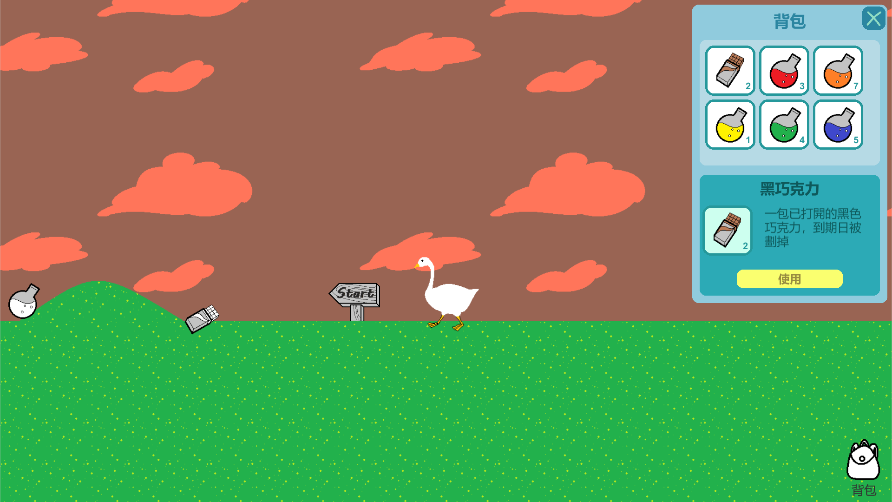 背包
2
3
7
1
4
5
黑巧克力
一包已打開的黑色
巧克力，到期日被
劃掉
2
使用
Start
背包